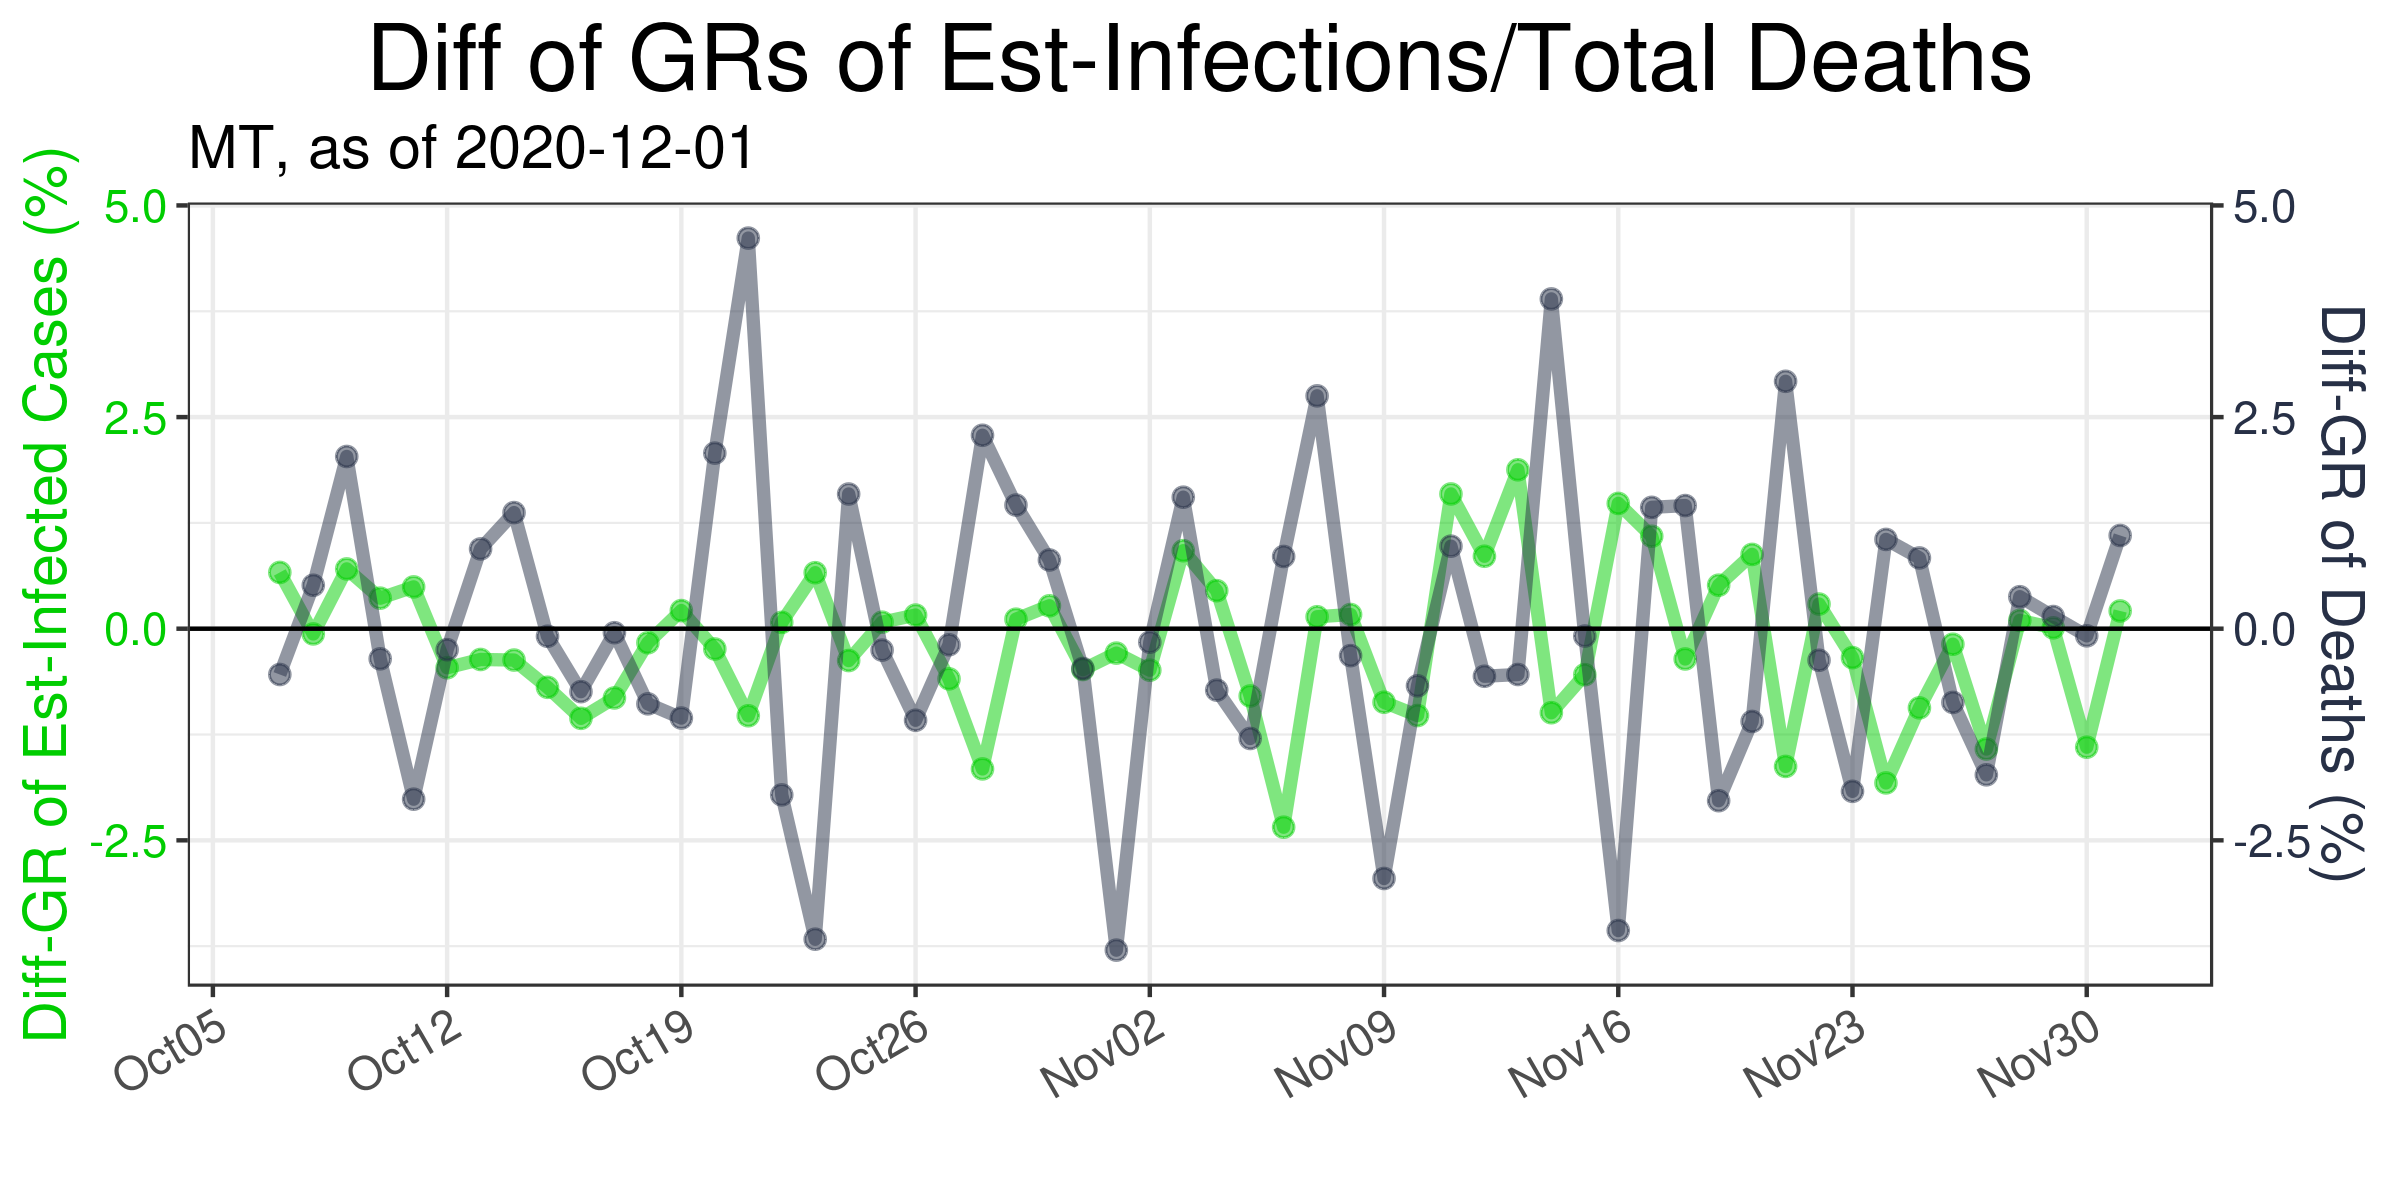 Diff of GRs of Est-Infections/Total Deaths
MT, as of 2020-12-01
Diff-GR of Est-Infected Cases (%)
5.0
2.5
0.0
-2.5
5.0
2.5
0.0
-2.5
Diff-GR of Deaths (%)
Oct05
Oct12
Oct19
Oct26
Nov02
Nov09
Nov16
Nov23
Nov30